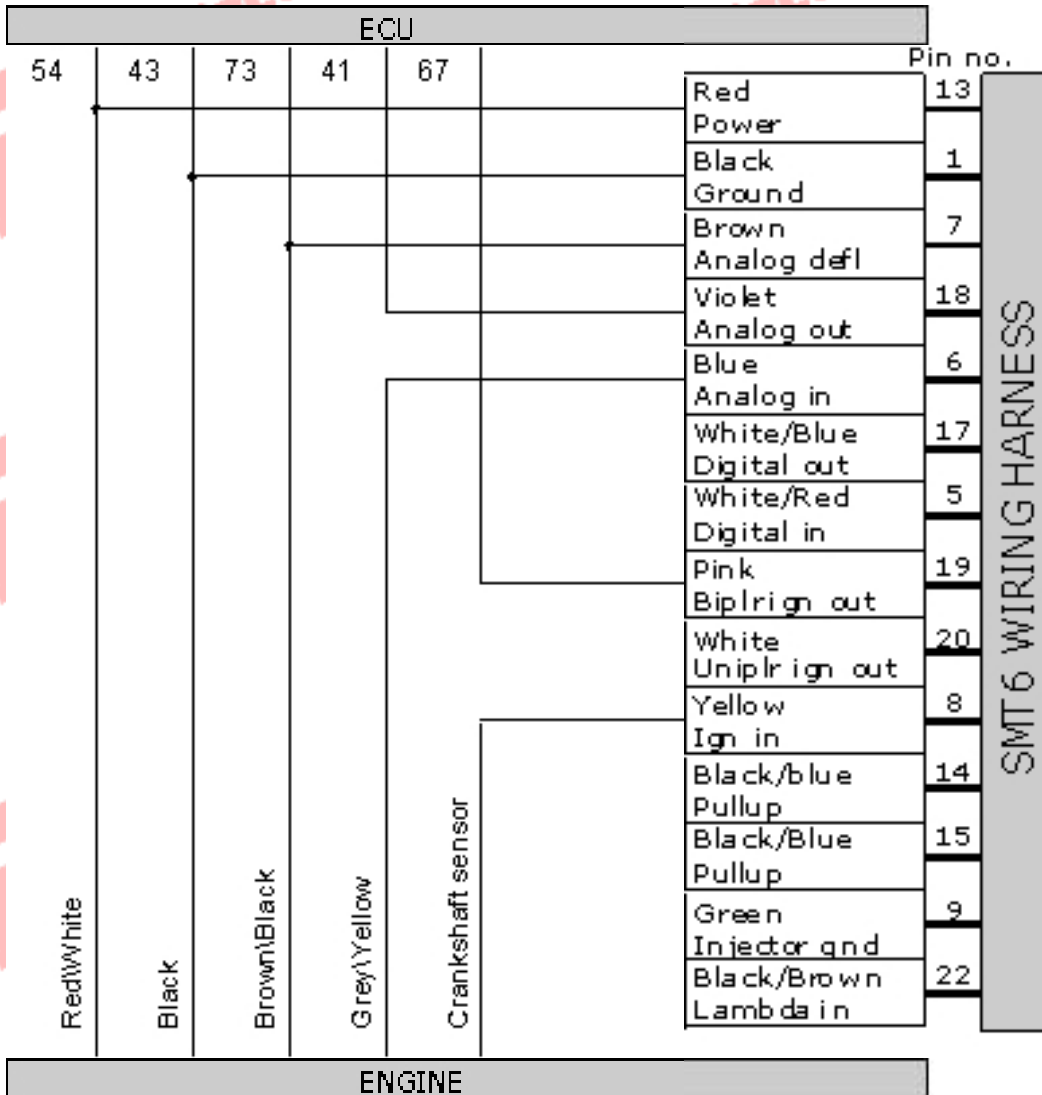 ECU
54 43 73 41 67
Pin no.
Red 13
Power
Black 1
Ground
Brown 7
Analog defl
Violet 18
Analog out
Blue 6
Analog in
White/Blue 17
Digital out
White/Red 5
Digital in
Pink 19
Biplrign out
White 20
Uniplrign out
Yellow 8
Ign in
Black/blue 14
Pullup
Black/Blue 15
Pullup
Green 9
Injector gnd
Black/Brown 22
Lambda in
SMT6 WIRING HARNESS
Red\White
Black
Brown\Black
Grey\Yellow
Crankshaft sensor
ENGINE